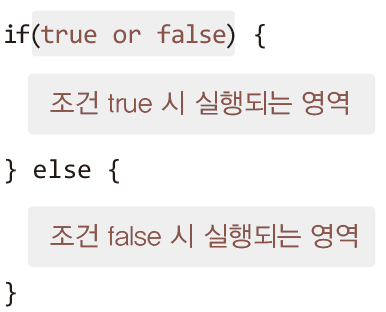 if(true or false) {
조건 true 시 실행되는 영역
} else {
조건 false 시 실행되는 영역
}